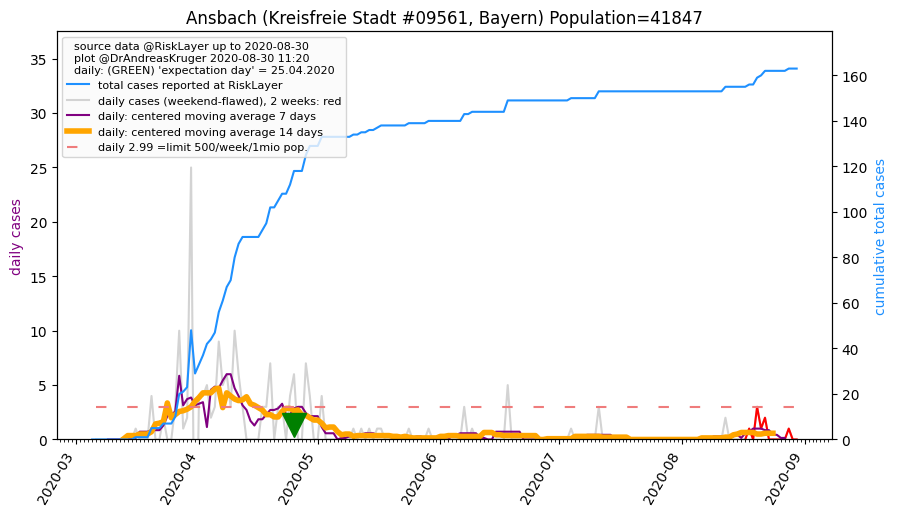 Ansbach (Kreisfreie Stadt #09561, Bayern) Population=41847
source data @RiskLayer up to 2020-08-30
plot @DrAndreasKruger 2020-08-30 11:20
daily: (GREEN) 'expectation day' = 25.04.2020
total cases reported at RiskLayer
daily cases (weekend-flawed), 2 weeks: red
daily: centered moving average 7 days
daily: centered moving average 14 days
daily 2.99 =limit 500/week/1mio pop.
daily cases
35
30
25
20
15
10
5
0
cumulative total cases
160
140
120
100
80
60
40
20
0
2020-03
2020-04
2020-05
2020-06
2020-07
2020-08
2020-09